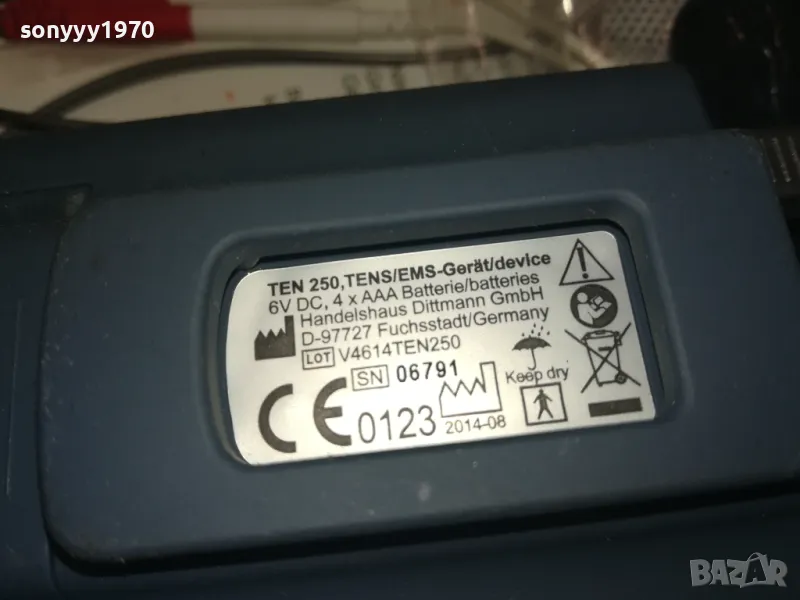 sonyyy1970
TEN 250,TENS/EMS-Gerät/device
6V DC, 4 x AAA Batterie/batteries
Handelshaus Dittmann GmbH
D-97727 Fuchsstadt/Germany
LOT V4614TEN250
SN 06791
Keep dry
CE 0123
2014-08
BAZAR